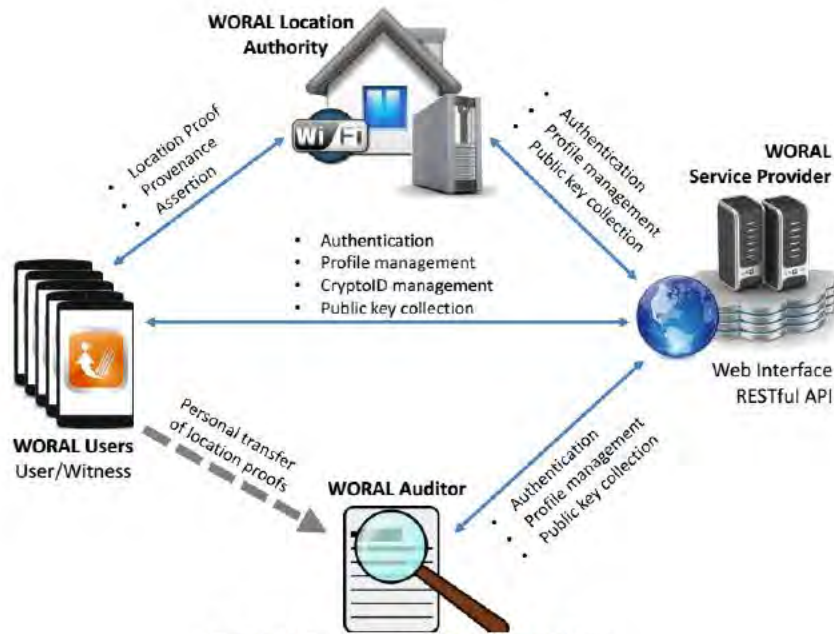 WORAL Location
Authority
Wi Fi
• Location Proof
• Provenance
• Assertion
• Authentication
• Profile management
• Public key collection
WORAL
Service Provider
• Authentication
• Profile management
• CryptoID management
• Public key collection
Web Interface
RESTful API
WORAL Users
User/Witness
Personal transfer
of location proofs
WORAL Auditor
• Authentication
• Profile management
• Public key collection